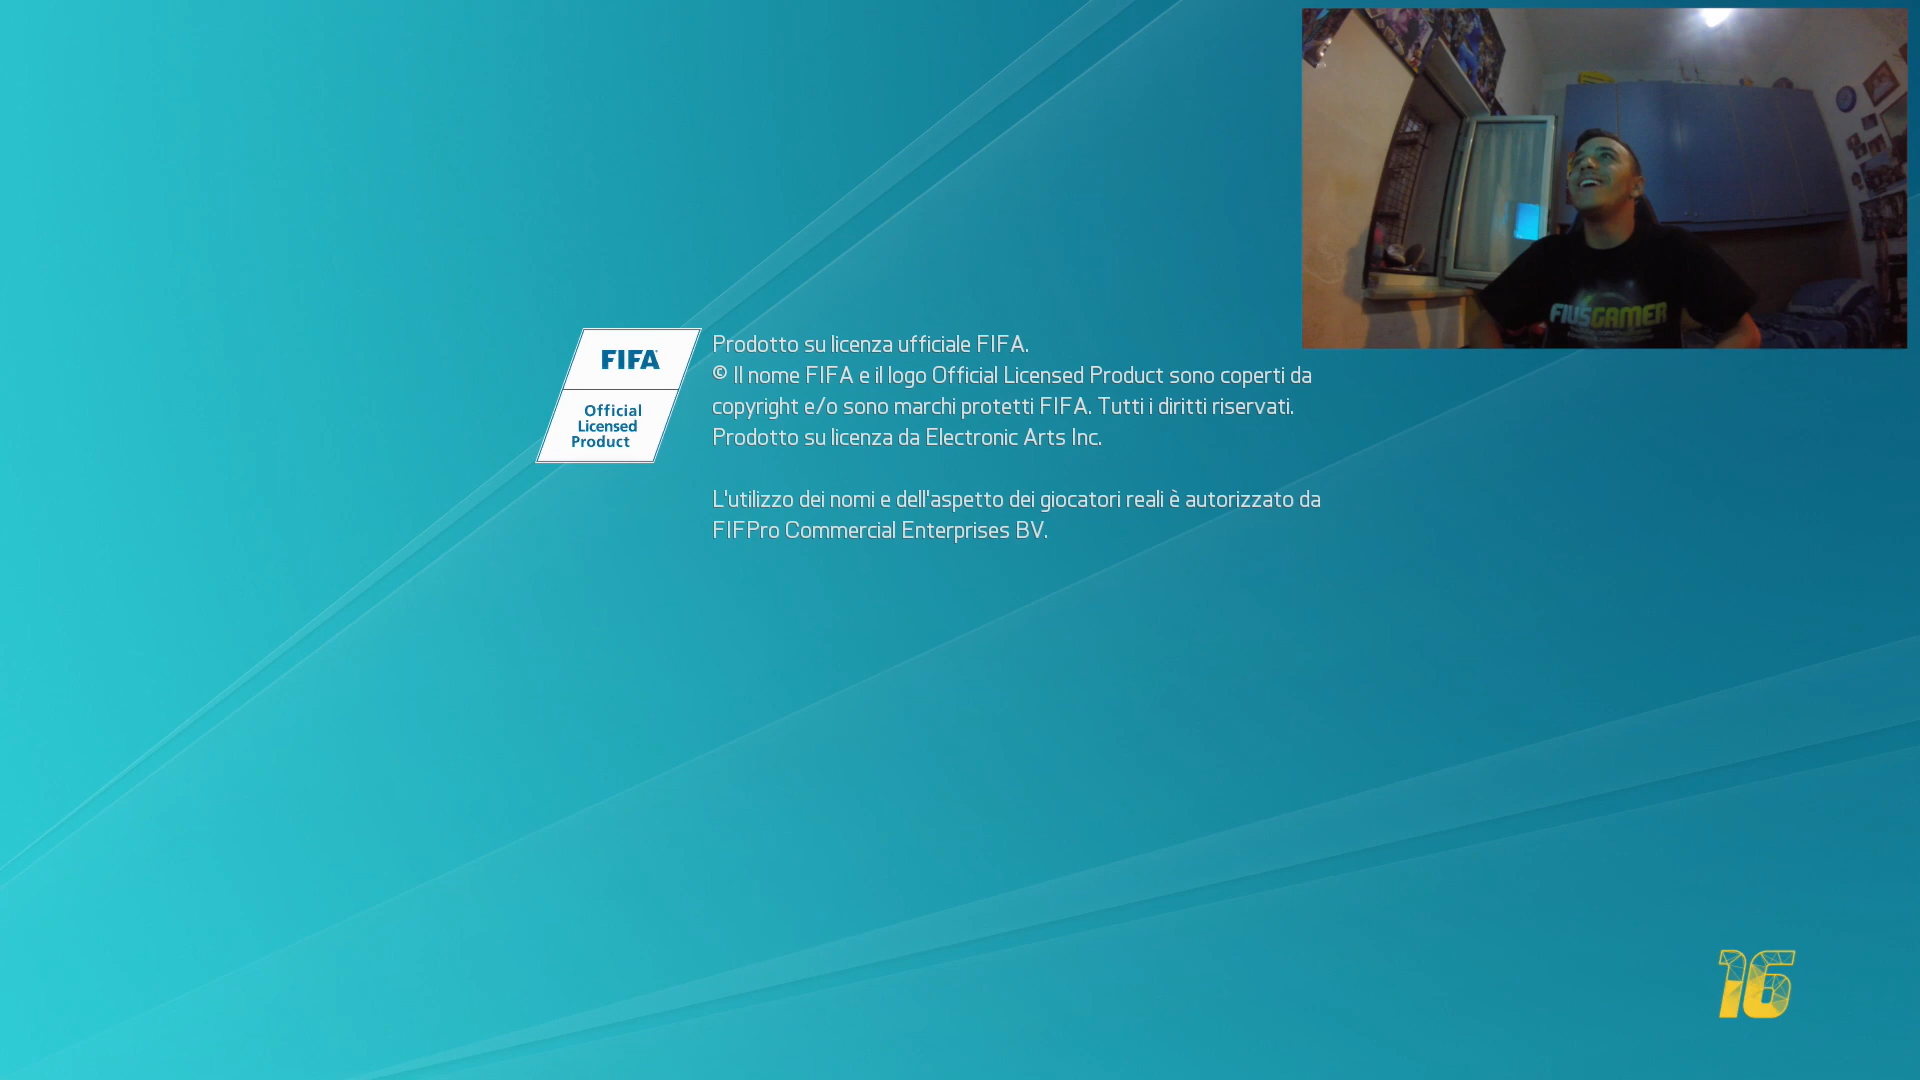 FIFA
Official
Licensed
Product
Prodotto su licenza ufficiale FIFA.
© Il nome FIFA e il logo Official Licensed Product sono coperti da
copyright e/o sono marchi protetti FIFA. Tutti i diritti riservati.
Prodotto su licenza da Electronic Arts Inc.
L'utilizzo dei nomi e dell'aspetto dei giocatori reali è autorizzato da
FIFPro Commercial Enterprises BV.
FIUSGAMER
16